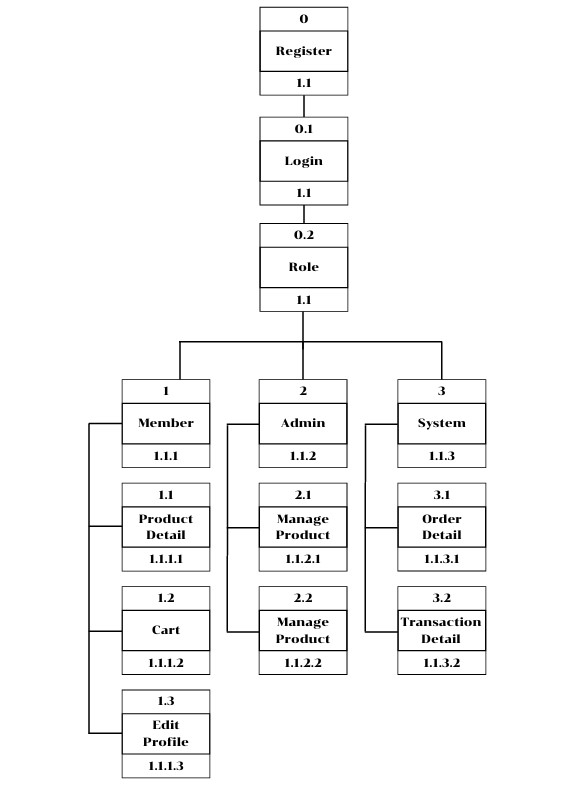 0
Register
1.1
0.1
Login
1.1
0.2
Role
1.1
1
Member
1.1.1
1.1
Product
Detail
1.1.1.1
1.2
Cart
1.1.1.2
1.3
Edit
Profile
1.1.1.3
2
Admin
1.1.2
2.1
Manage
Product
1.1.2.1
2.2
Manage
Product
1.1.2.2
3
System
1.1.3
3.1
Order
Detail
1.1.3.1
3.2
Transaction
Detail
1.1.3.2